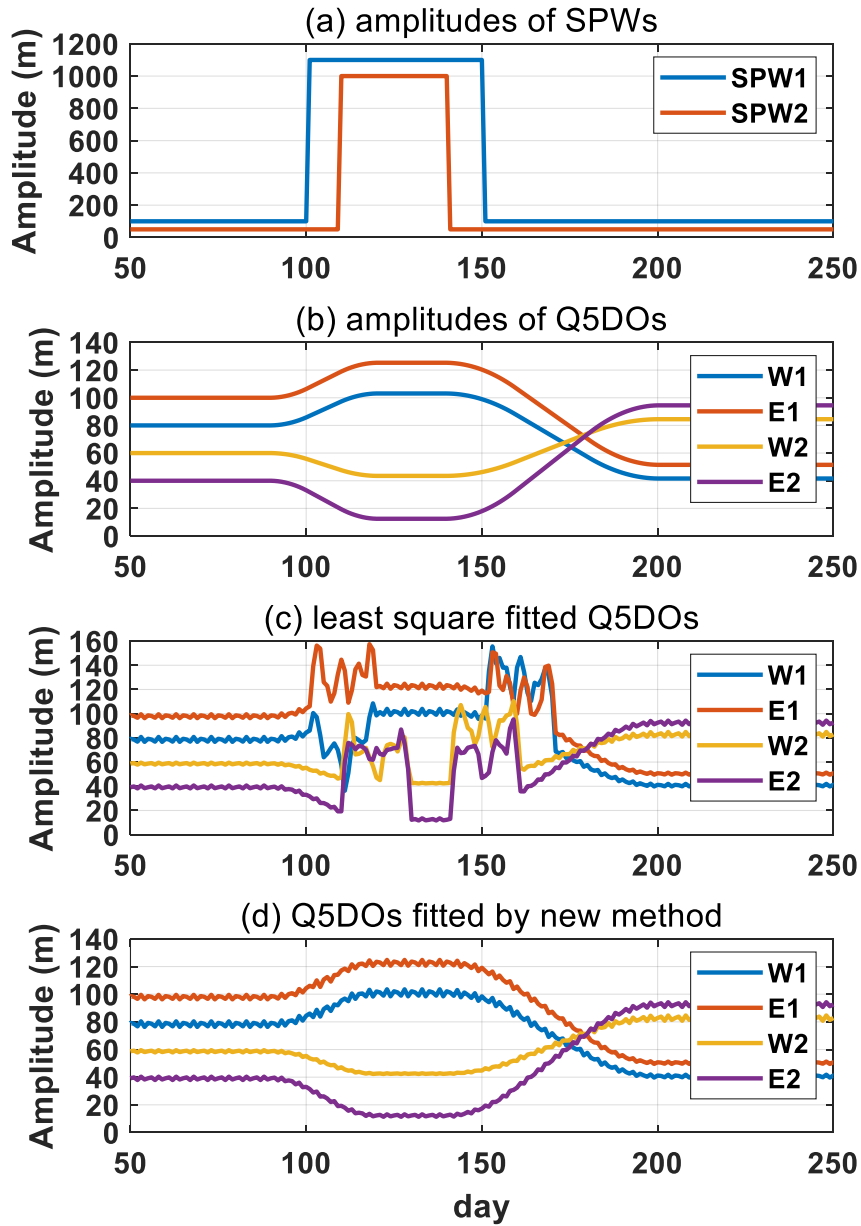 (a) amplitudes of SPWs
Amplitude (m)
1200
1000
800
600
400
200
0
SPW1
SPW2
50 100 150 200 250
(b) amplitudes of Q5DOs
Amplitude (m)
140
120
100
80
60
40
20
0
W1
E1
W2
E2
50 100 150 200 250
(c) least square fitted Q5DOs
Amplitude (m)
160
140
120
100
80
60
40
20
0
W1
E1
W2
E2
50 100 150 200 250
(d) Q5DOs fitted by new method
Amplitude (m)
140
120
100
80
60
40
20
0
W1
E1
W2
E2
50 100 150 200 250
day